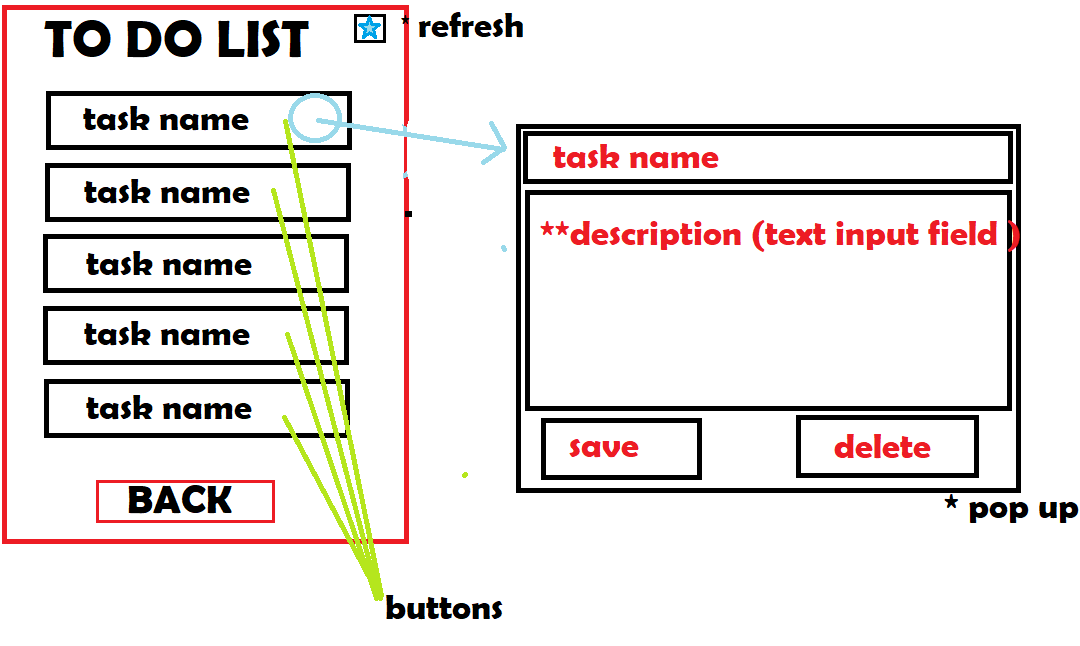 TO DO LIST
* refresh
task name
task name
task name
task name
task name
BACK
buttons
task name
**description (text input field )
save
delete
* pop up